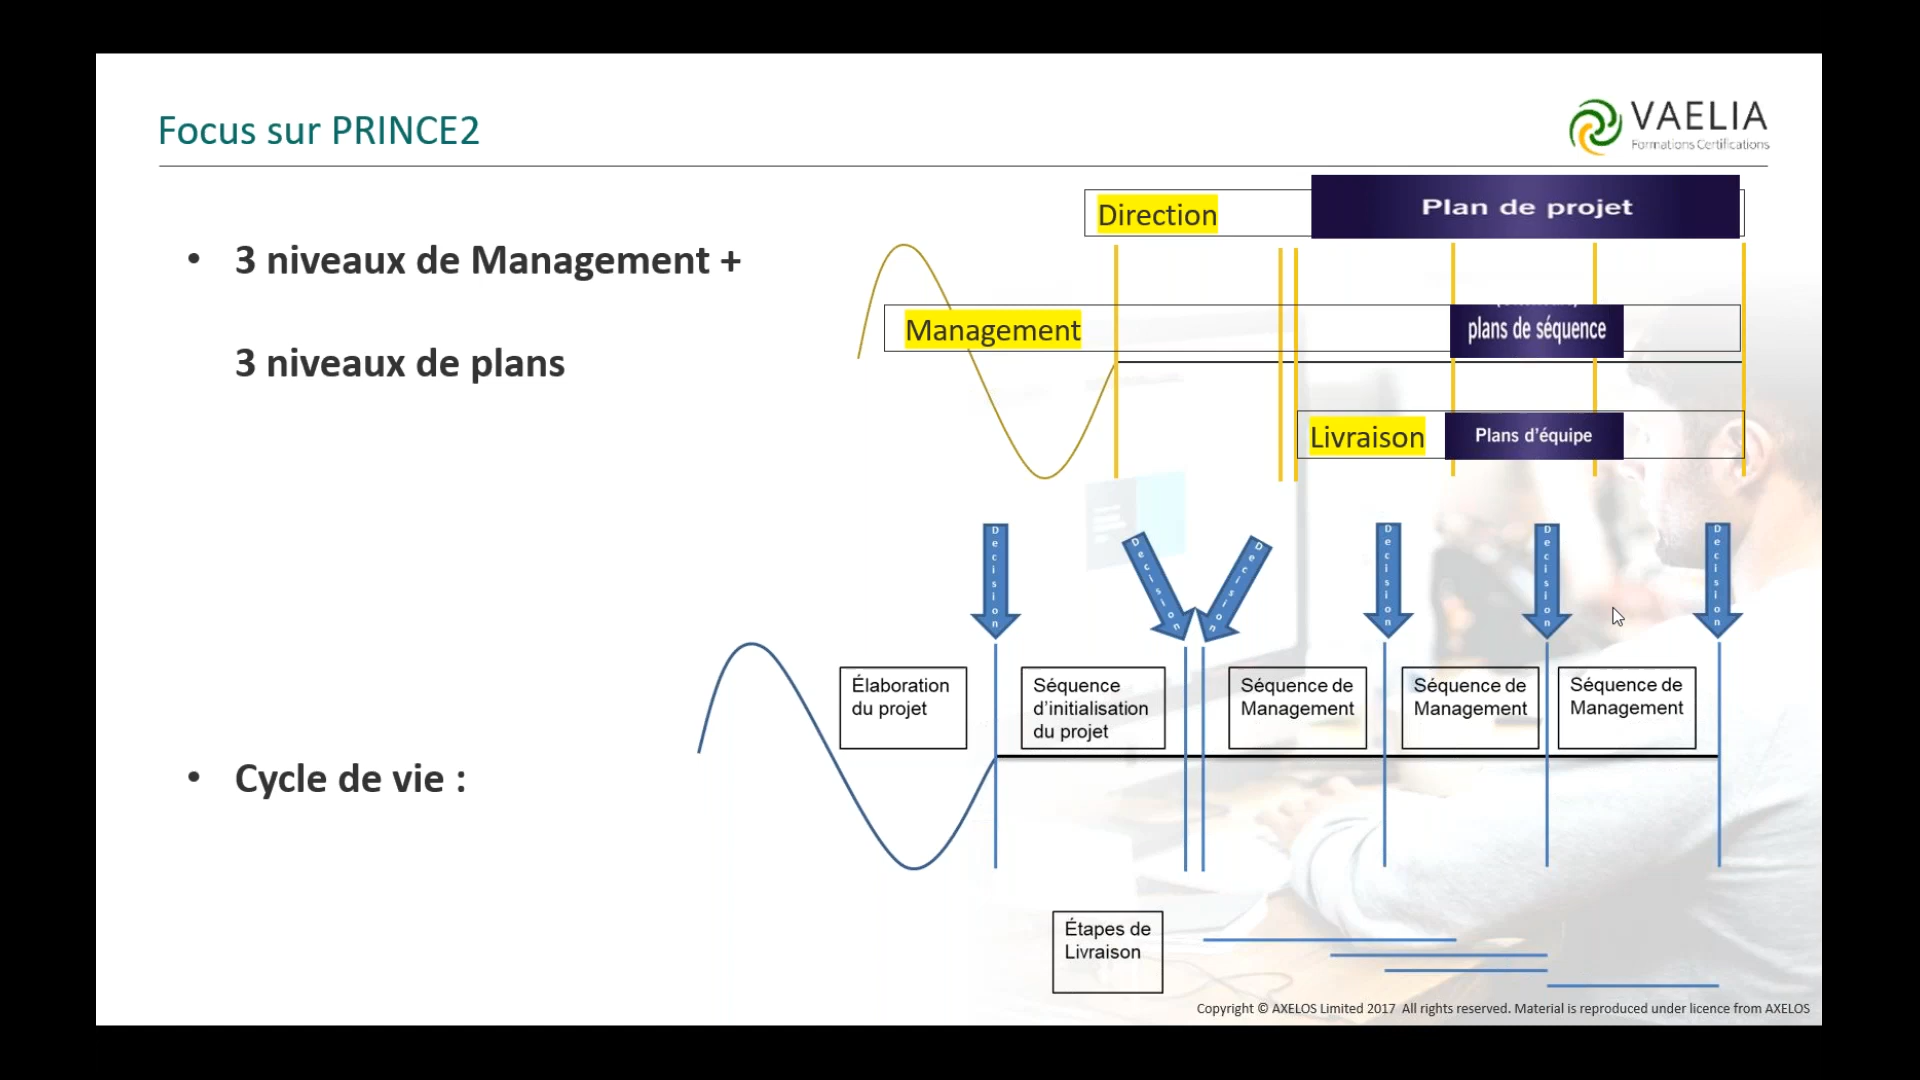 Focus sur PRINCE2
VAELIA
Formations Certifications
Direction
Plan de projet
• 3 niveaux de Management +
Management
plans de séquence
3 niveaux de plans
Livraison
Plans d'équipe
Decision
Decision
Decision
Decision
Decision
Decision
Élaboration
du projet
Séquence
d'initialisation
du projet
Séquence de
Management
Séquence de
Management
Séquence de
Management
• Cycle de vie :
Étapes de
Livraison
Copyright © AXELOS Limited 2017 All rights reserved. Material is reproduced under licence from AXELOS